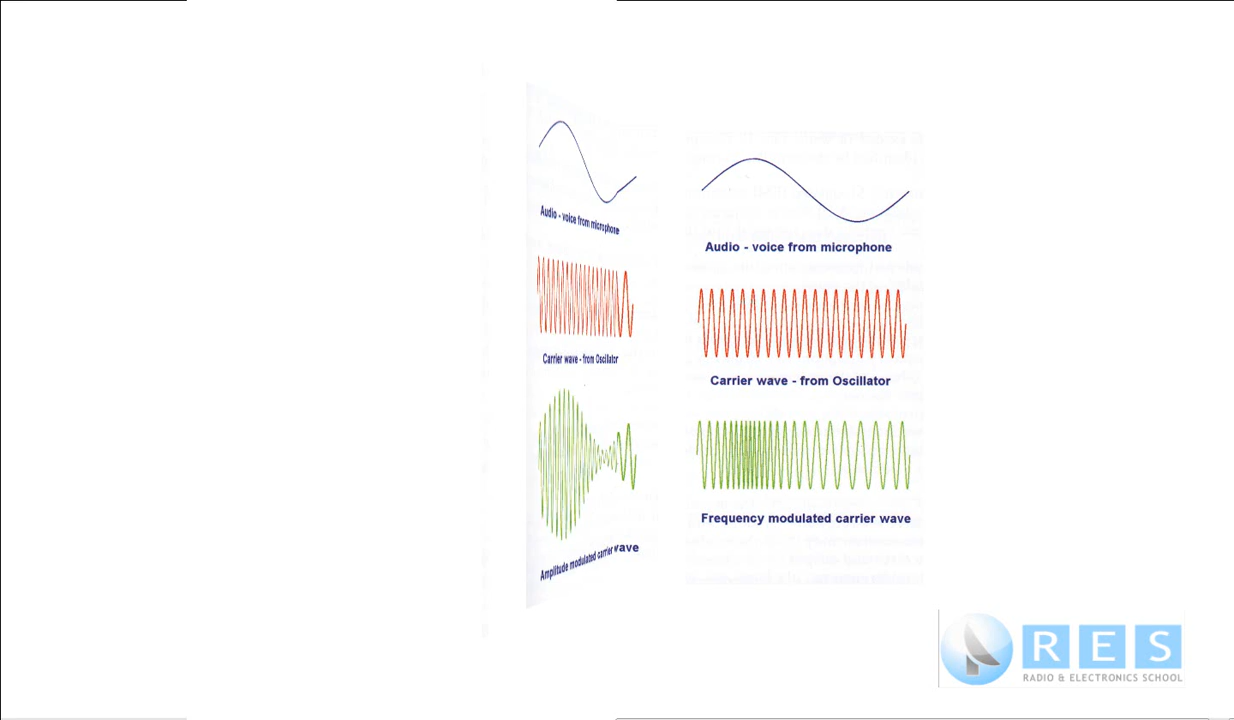 Audio - voice from microphone
Carrier wave - from Oscillator
Amplitude modulated carrier wave
Audio - voice from microphone
Carrier wave - from Oscillator
Frequency modulated carrier wave
RES
RADIO & ELECTRONICS SCHOOL